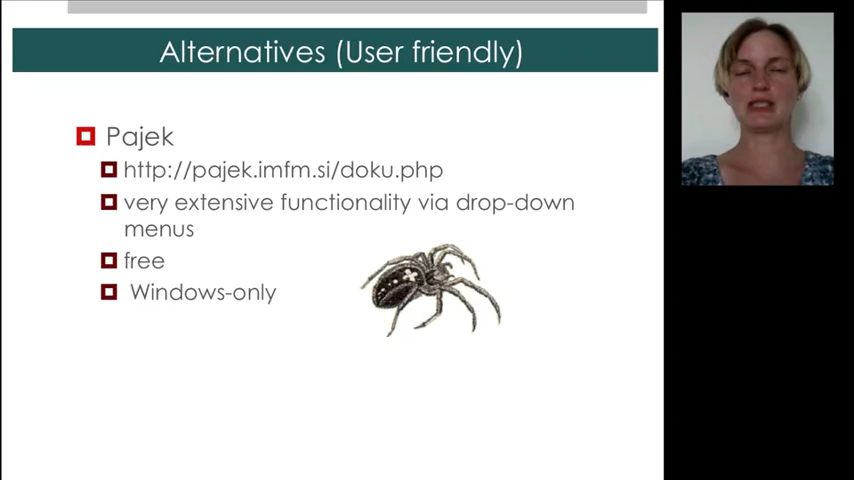 Alternatives (User friendly)
Pajek
http://pajek.imfm.si/doku.php
very extensive functionality via drop-down
menus
free
Windows-only